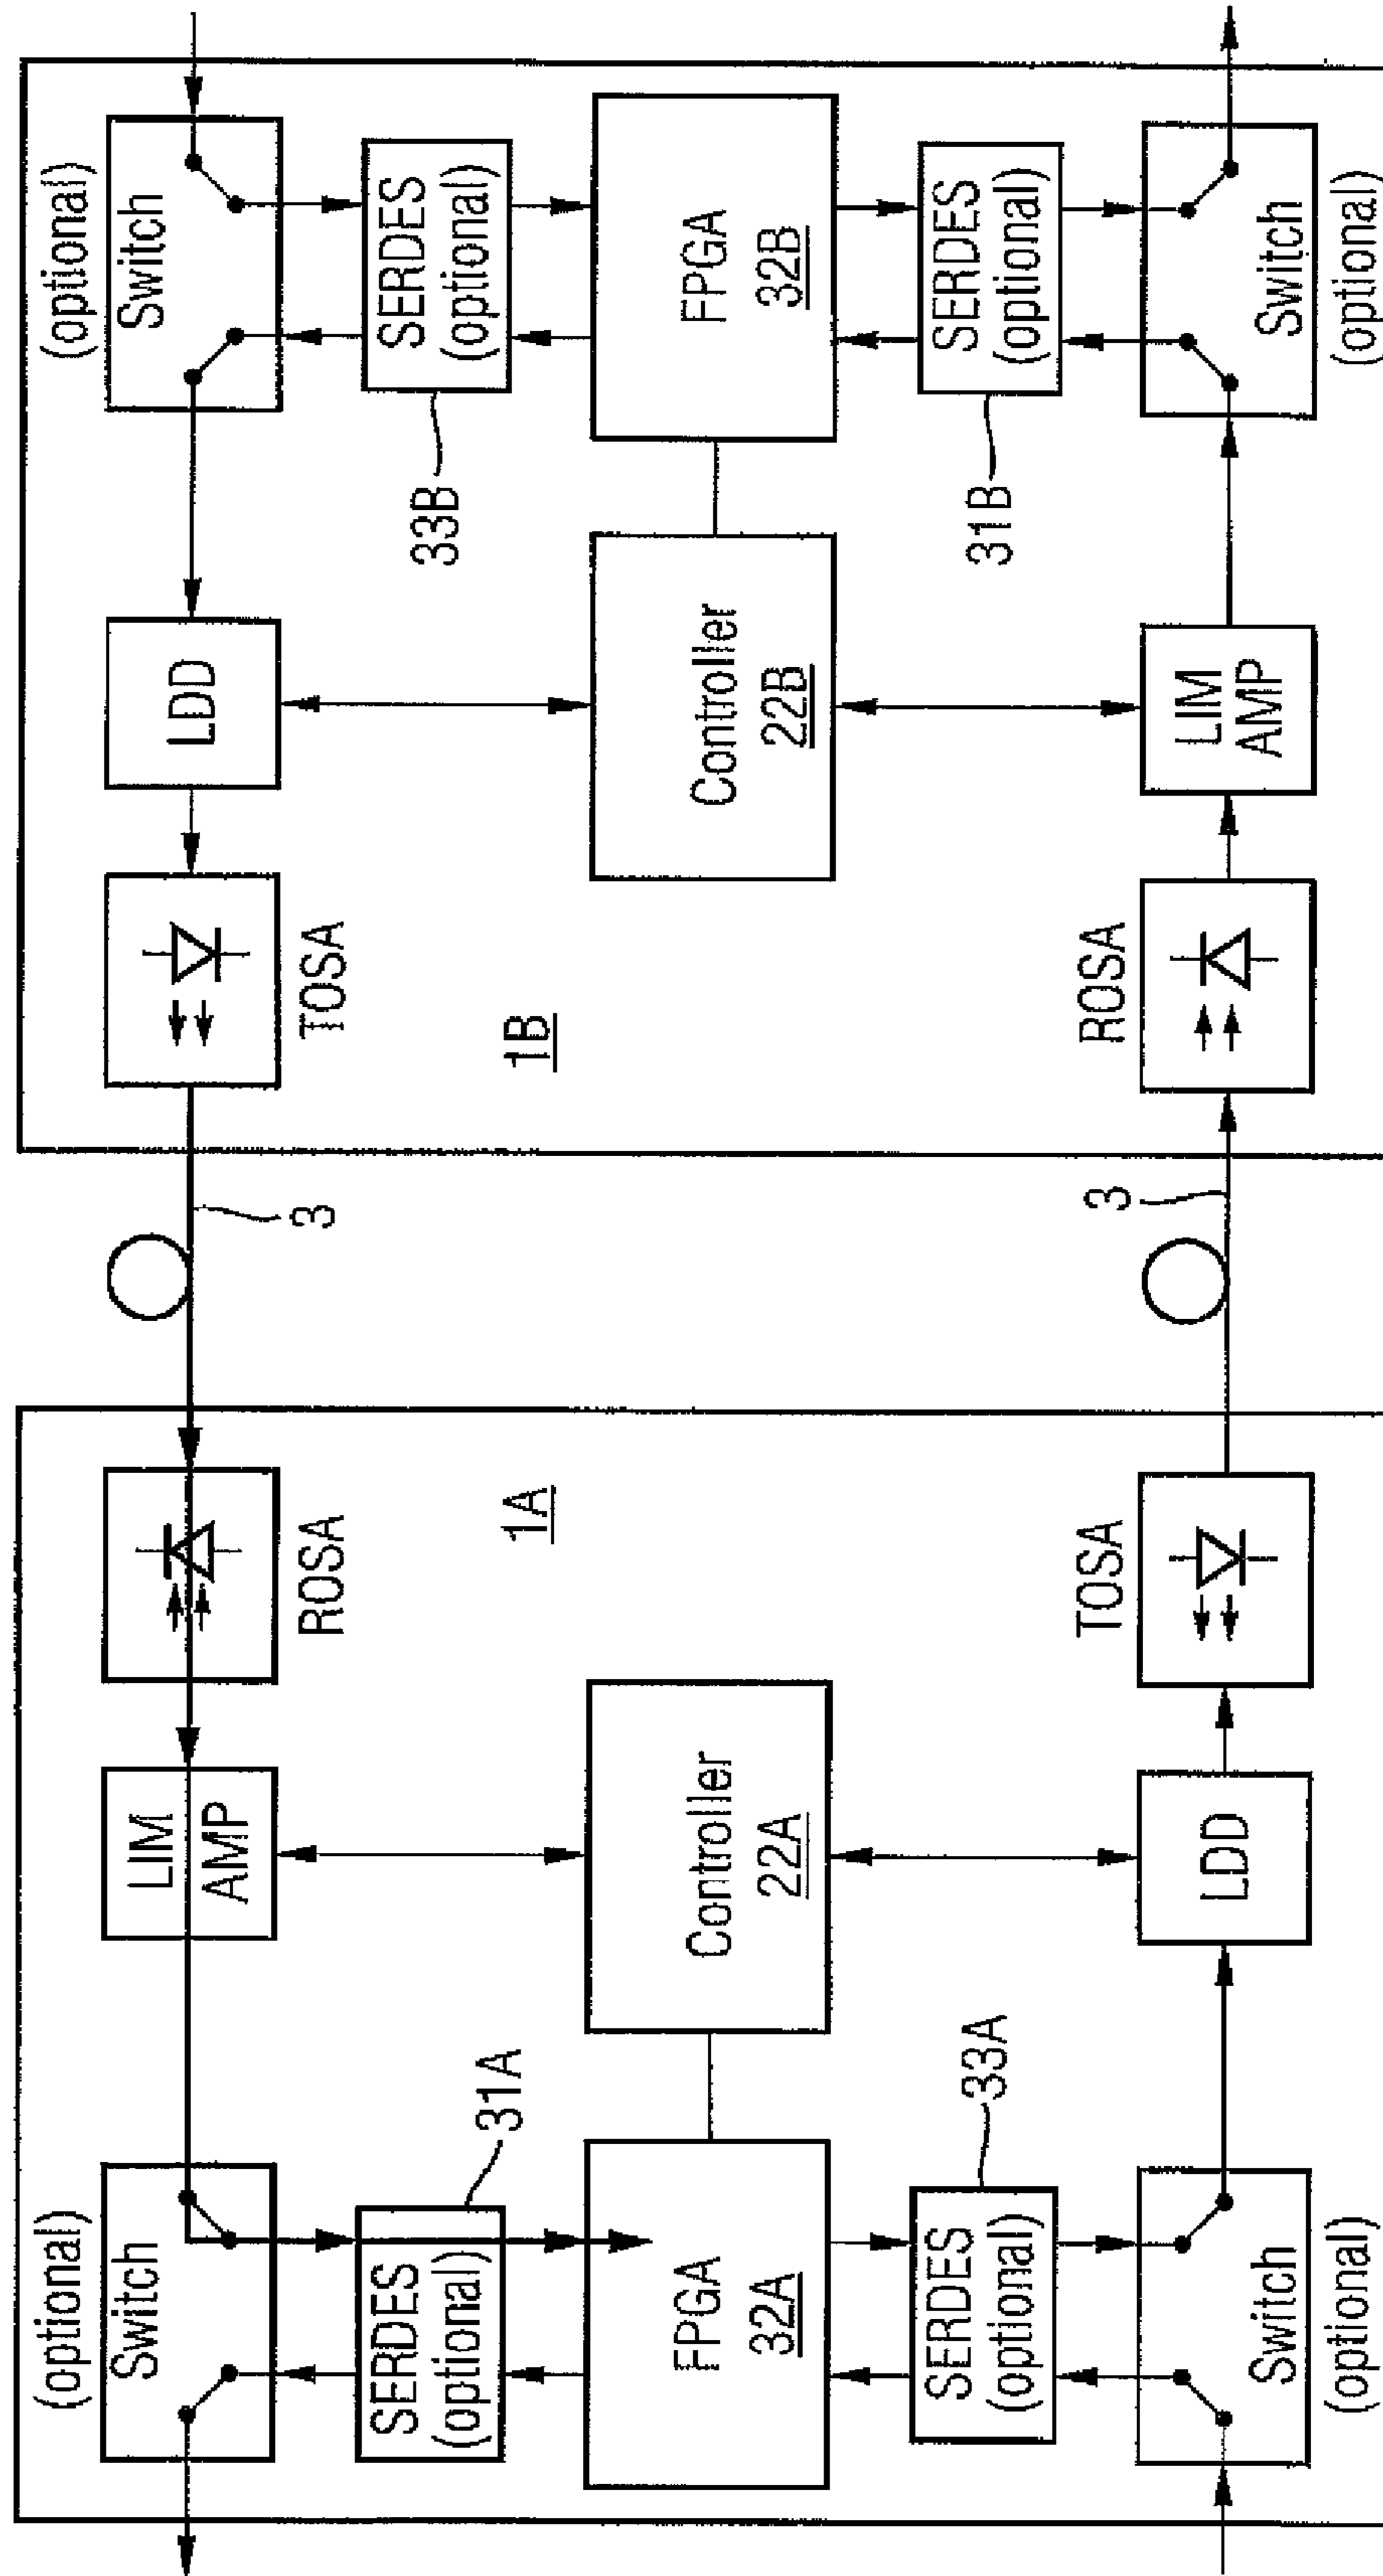 (optional)
Switch
SERDES
(optional)
31A
FPGA
32A
SERDES
(optional)
33A
Switch
(optional)
LIM
AMP
Controller
22A
LDD
ROSA
1A
TOSA
3
3
TOSA
1B
ROSA
LDD
Controller
22B
LIM
AMP
(optional)
Switch
SERDES
(optional)
33B
FPGA
32B
SERDES
(optional)
31B
Switch
(optional)